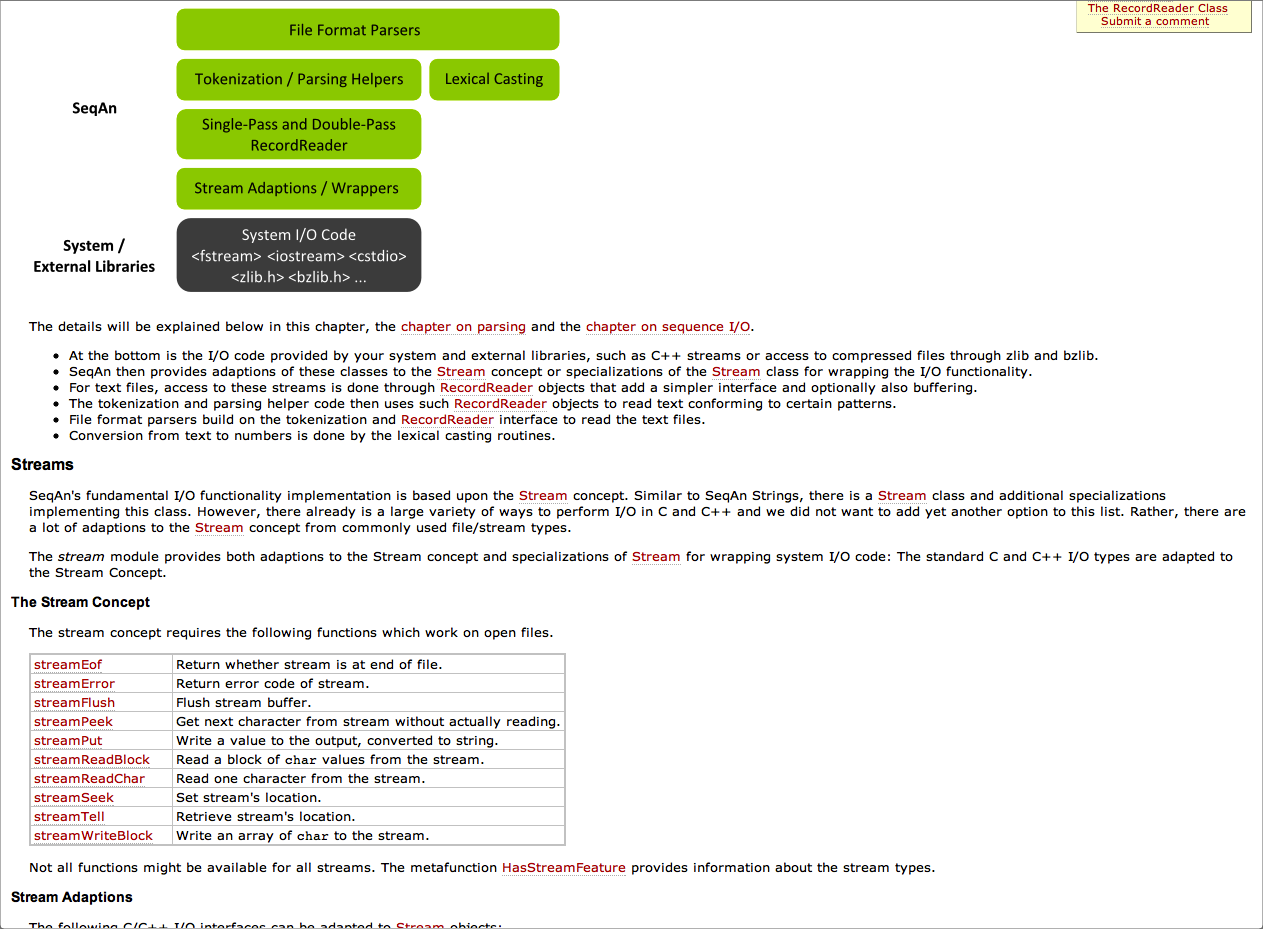 The RecordReader Class
Submit a comment
File Format Parsers
Tokenization / Parsing Helpers
Lexical Casting
SeqAn
Single-Pass and Double-Pass
RecordReader
Stream Adaptions / Wrappers
System /
External Libraries
System I/O Code
<fstream> <iostream> <cstdio>
<zlib.h> <bzlib.h> ...
The details will be explained below in this chapter, the chapter on parsing and the chapter on sequence I/O.
• At the bottom is the I/O code provided by your system and external libraries, such as C++ streams or access to compressed files through zlib and bzlib.
• SeqAn then provides adaptions of these classes to the Stream concept or specializations of the Stream class for wrapping the I/O functionality.
• For text files, access to these streams is done through RecordReader objects that add a simpler interface and optionally also buffering.
• The tokenization and parsing helper code then uses such RecordReader objects to read text conforming to certain patterns.
• File format parsers build on the tokenization and RecordReader interface to read the text files.
• Conversion from text to numbers is done by the lexical casting routines.
Streams
SeqAn's fundamental I/O functionality implementation is based upon the Stream concept. Similar to SeqAn Strings, there is a Stream class and additional specializations
implementing this class. However, there already is a large variety of ways to perform I/O in C and C++ and we did not want to add yet another option to this list. Rather, there are
a lot of adaptions to the Stream concept from commonly used file/stream types.
The stream module provides both adaptions to the Stream concept and specializations of Stream for wrapping system I/O code: The standard C and C++ I/O types are adapted to
the Stream Concept.
The Stream Concept
The stream concept requires the following functions which work on open files.
streamEof Return whether stream is at end of file.
streamError Return error code of stream.
streamFlush Flush stream buffer.
streamPeek Get next character from stream without actually reading.
streamPut Write a value to the output, converted to string.
streamReadBlock Read a block of char values from the stream.
streamReadChar Read one character from the stream.
streamSeek Set stream's location.
streamTell Retrieve stream's location.
streamWriteBlock Write an array of char to the stream.
Not all functions might be available for all streams. The metafunction HasStreamFeature provides information about the stream types.
Stream Adaptions
The following C/C++ I/O interfaces can be adapted to Stream objects: